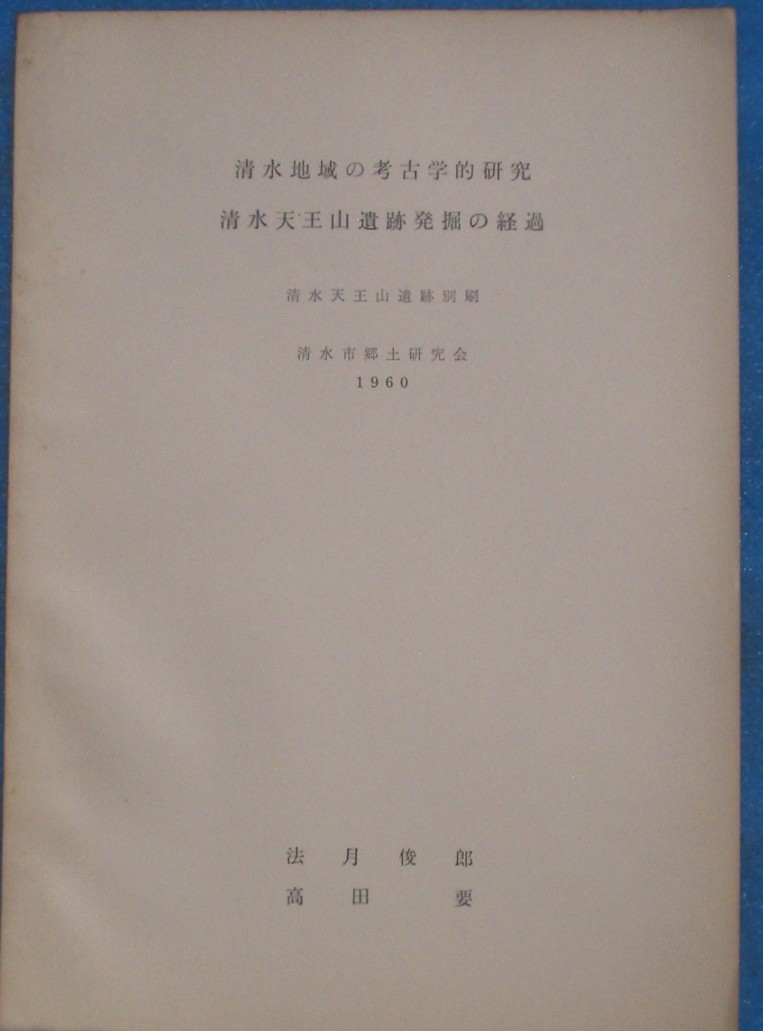 清水地域の考古学的研究
清水天王山遺跡発掘の経過
清水天王山遺跡別刷
清水市郷土研究会
1960
法月俊郎
高田要